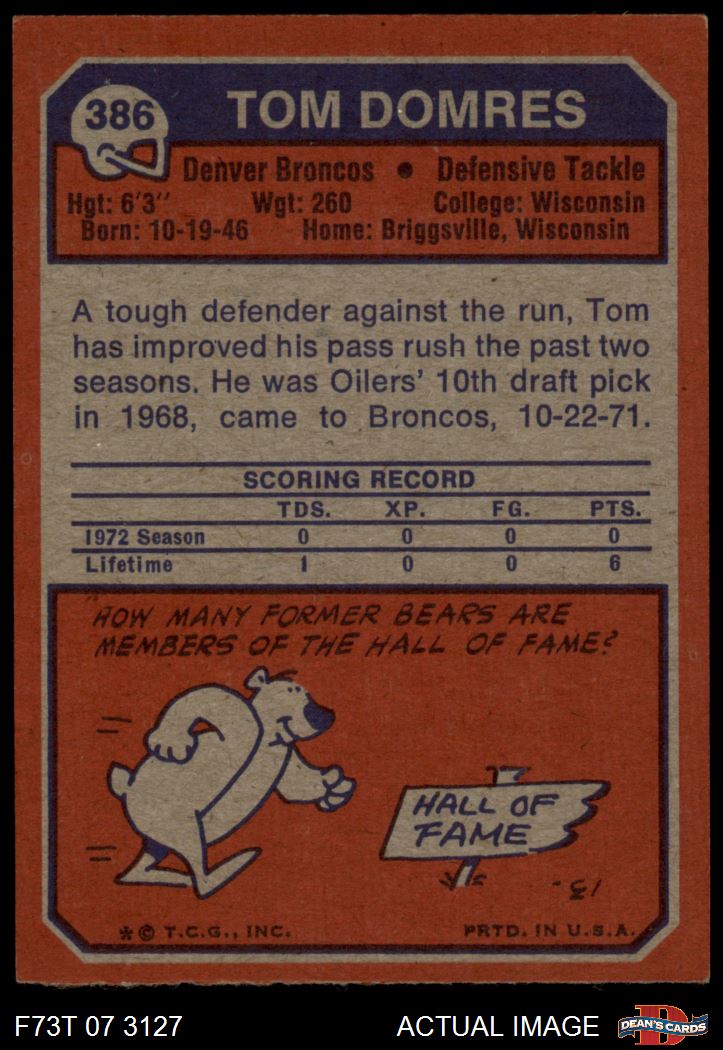 386
TOM DOMRES
Denver Broncos • Defensive Tackle
Hgt: 6'3" Wgt: 260 College: Wisconsin
Born: 10-19-46 Home: Briggsville, Wisconsin
A tough defender against the run, Tom
has improved his pass rush the past two
seasons. He was Oilers' 10th draft pick
in 1968, came to Broncos, 10-22-71.
SCORING RECORD
TDS. XP. FG. PTS.
1972 Season 0 0 0 0
Lifetime 1 0 0 6
HOW MANY FORMER BEARS ARE
MEMBERS OF THE HALL OF FAME?
HALL OF
FAME
13.
* © T.C.G., INC. PRTD. IN U.S.A.
F73T 07 3127 ACTUAL IMAGE
D
DEAN'S CARDS